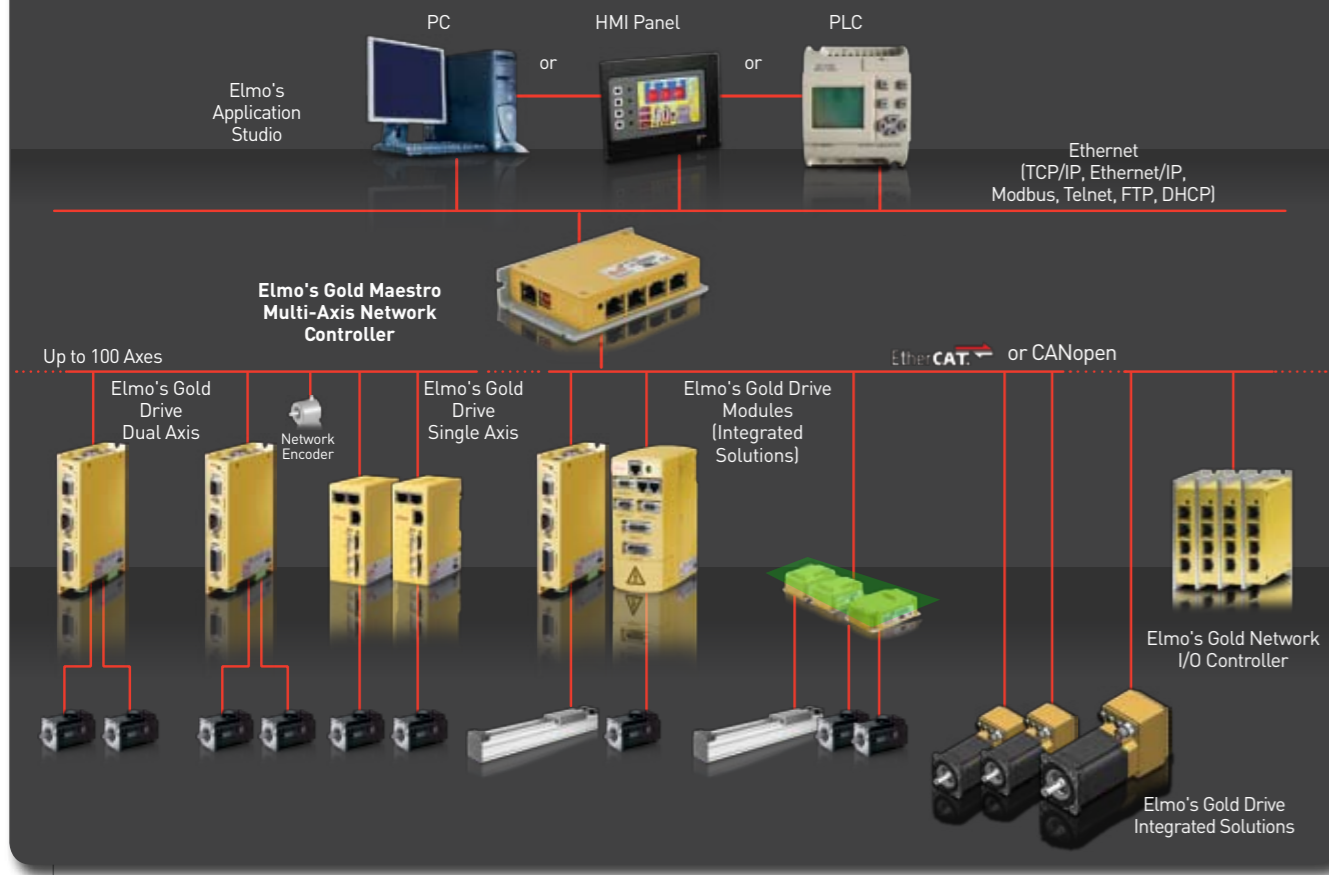 PC
or
HMI Panel
or
PLC
Elmo's
Application
Studio
Ethernet
(TCP/IP, Ethernet/IP,
Modbus, Telnet, FTP, DHCP)
Elmo's Gold Maestro
Multi-Axis Network
Controller
Up to 100 Axes
EtherCAT. or CANopen
Elmo's Gold
Drive
Dual Axis
Network
Encoder
Elmo's Gold
Drive
Single Axis
Elmo's Gold Drive
Modules
(Integrated
Solutions)
Elmo's Gold Network
I/O Controller
Elmo's Gold Drive
Integrated Solutions